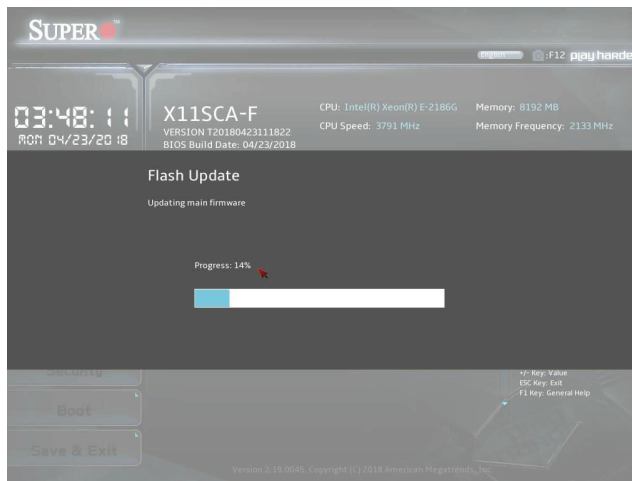 SUPER
English :F12 play harde
03:48:11
MON 04/23/2018
X11SCA-F
VERSION T20180423111822
BIOS Build Date: 04/23/2018
CPU: Intel(R) Xeon(R) E-2186G
CPU Speed: 3791 MHz
Memory: 8192 MB
Memory Frequency: 2133 MHz
Flash Update
Updating main firmware
Progress: 14%
Security
Boot
Save & Exit
+/- Key: Value
ESC Key: Exit
F1 Key: General Help
Version 2.19.0045. Copyright (C) 2018 American Megatrends, Inc.